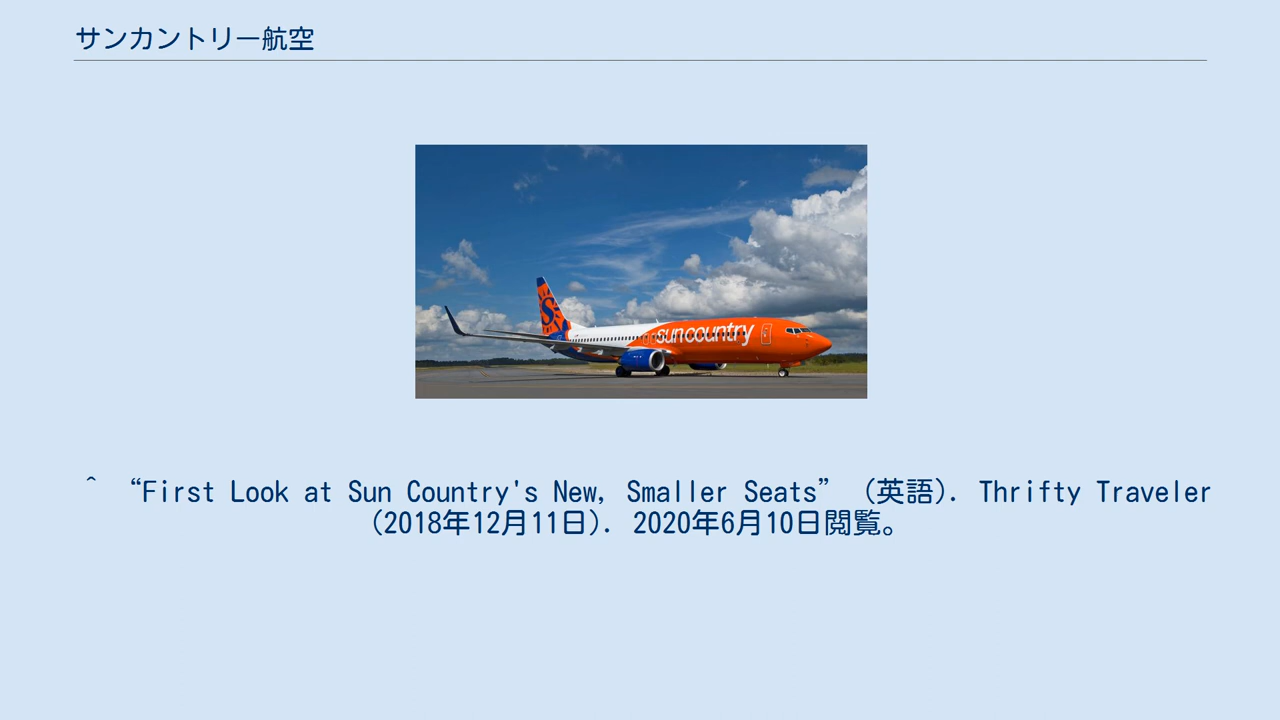 サンカントリー航空
sun country
S
^ “First Look at Sun Country's New, Smaller Seats” (英語). Thrifty Traveler
(2018年12月11日). 2020年6月10日閲覧。